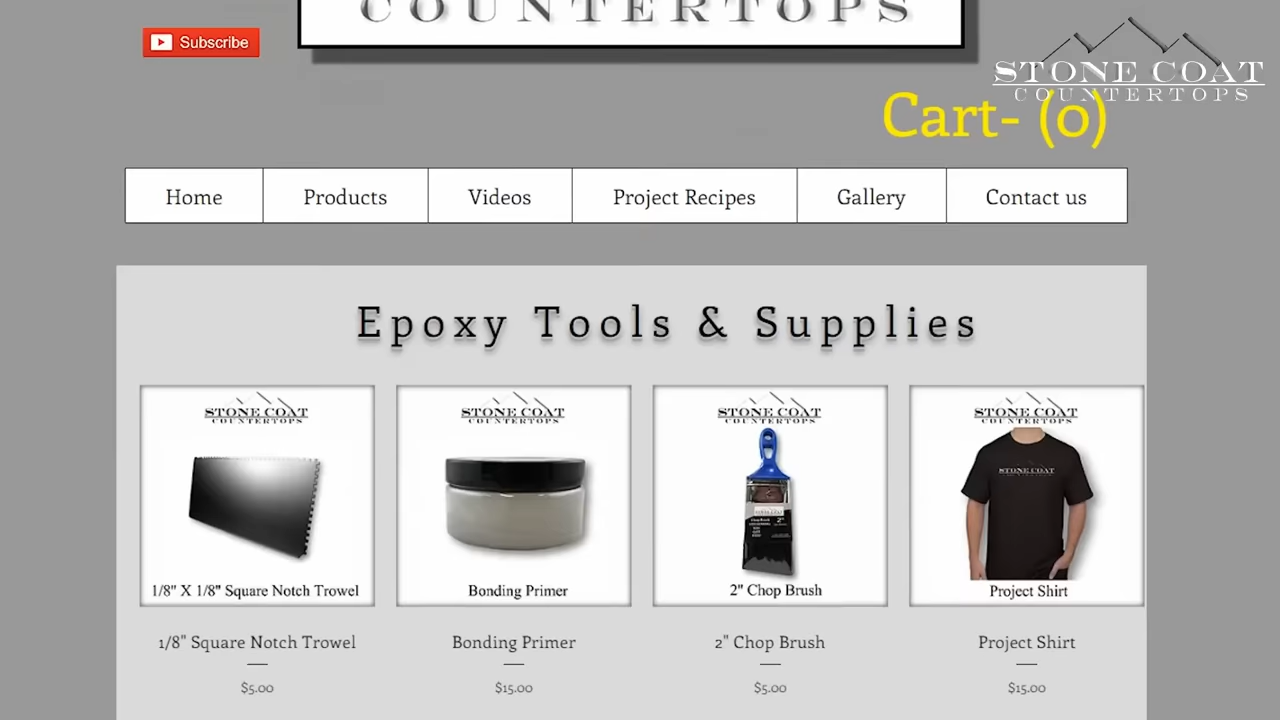 COUNTERTOPS
Subscribe
STONE COAT
COUNTERTOPS
Cart- (0)
Home
Products
Videos
Project Recipes
Gallery
Contact us
Epoxy Tools & Supplies
STONE COAT
COUNTERTOPS
1/8" X 1/8" Square Notch Trowel
STONE COAT
COUNTERTOPS
Bonding Primer
STONE COAT
COUNTERTOPS
2"
2" Chop Brush
STONE COAT
COUNTERTOPS
STONE COAT
Project Shirt
1/8" Square Notch Trowel
$5.00
Bonding Primer
$15.00
2" Chop Brush
$5.00
Project Shirt
$15.00